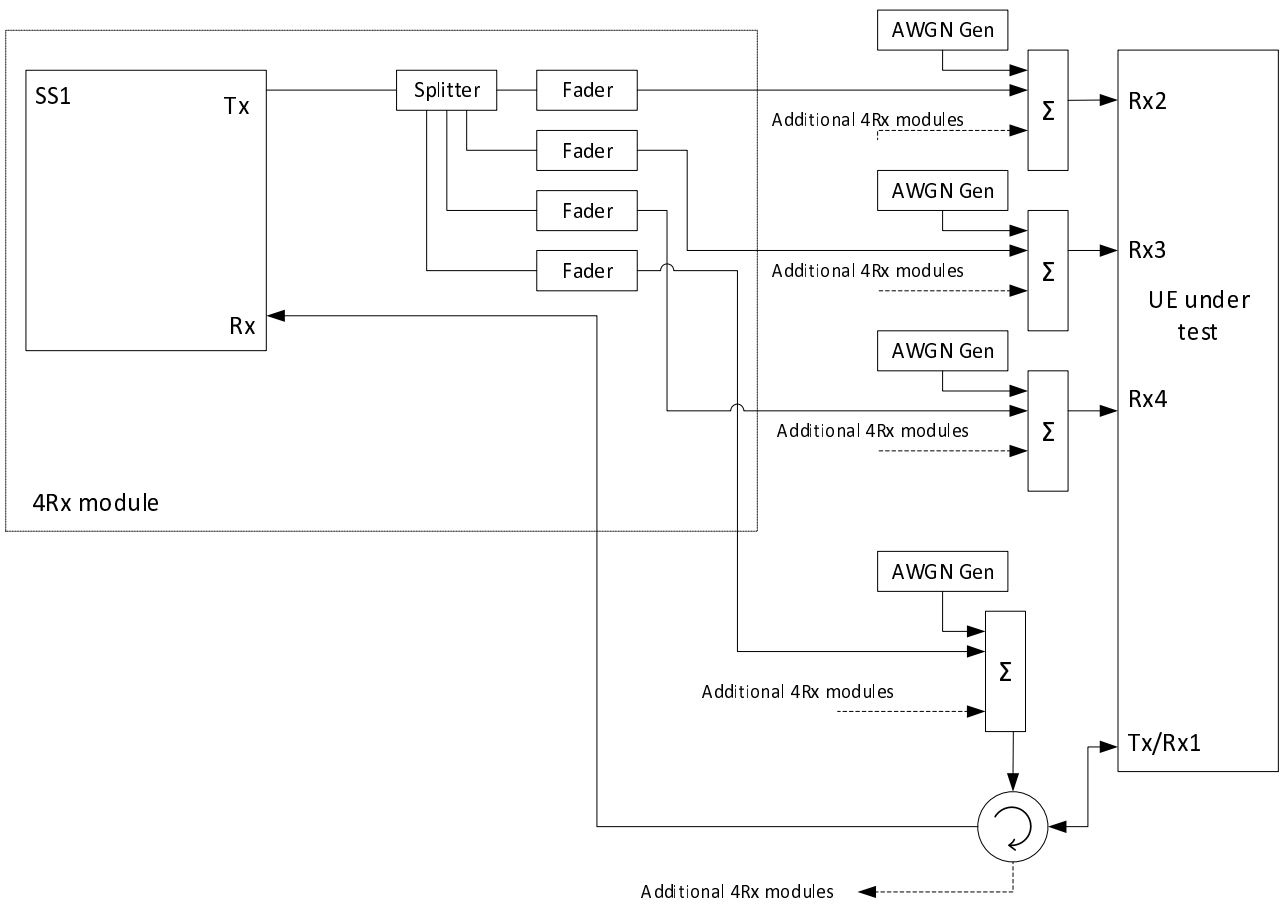 AWGN Gen
SS1
Tx
Splitter
Fader
Σ
Rx2
Additional 4Rx modules
Fader
AWGN Gen
Fader
Rx3
Fader
Additional 4Rx modules
Σ
UE under
test
Rx
AWGN Gen
Rx4
Additional 4Rx modules
Σ
4Rx module
AWGN Gen
Σ
Additional 4Rx modules
Tx/Rx1
Additional 4Rx modules